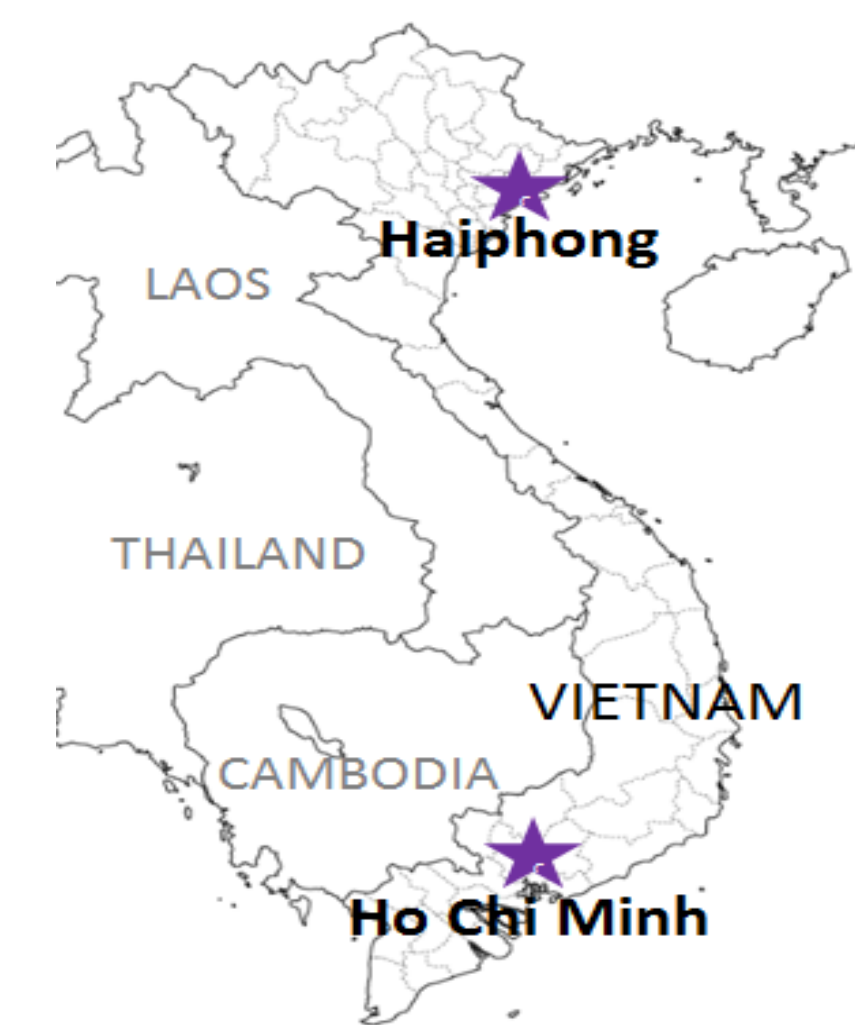 Haiphong
LAOS
THAILAND
VIETNAM
CAMBODIA
Ho Chi Minh